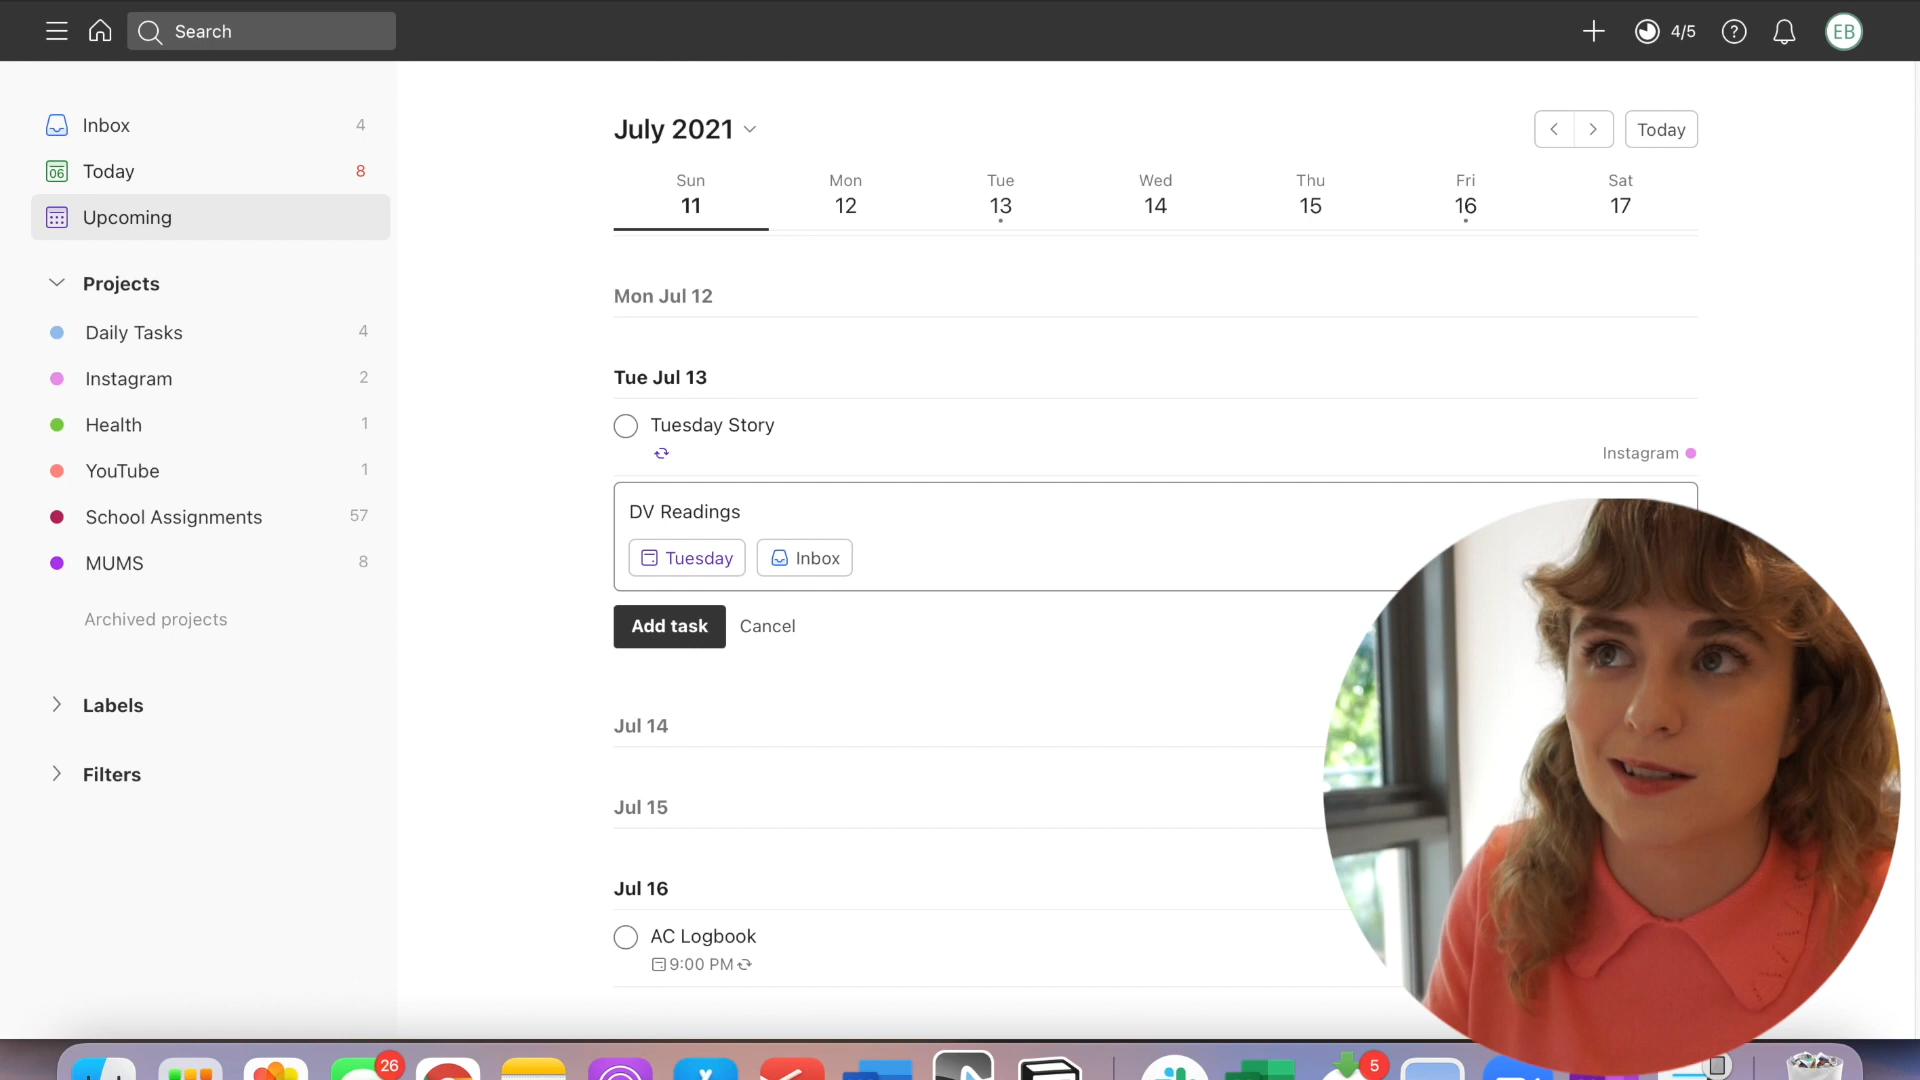 Search
4/5
?
EB
Inbox 4
06 Today 8
Upcoming
Projects
Daily Tasks 4
Instagram 2
Health 1
YouTube 1
School Assignments 57
MUMS 8
Archived projects
Labels
Filters
July 2021
Today
Sun Mon Tue Wed Thu Fri Sat
11 12 13 14 15 16 17
Mon Jul 12
Tue Jul 13
Tuesday Story
Instagram
DV Readings
Tuesday Inbox
Add task Cancel
Jul 14
Jul 15
Jul 16
AC Logbook
9:00 PM
26
5